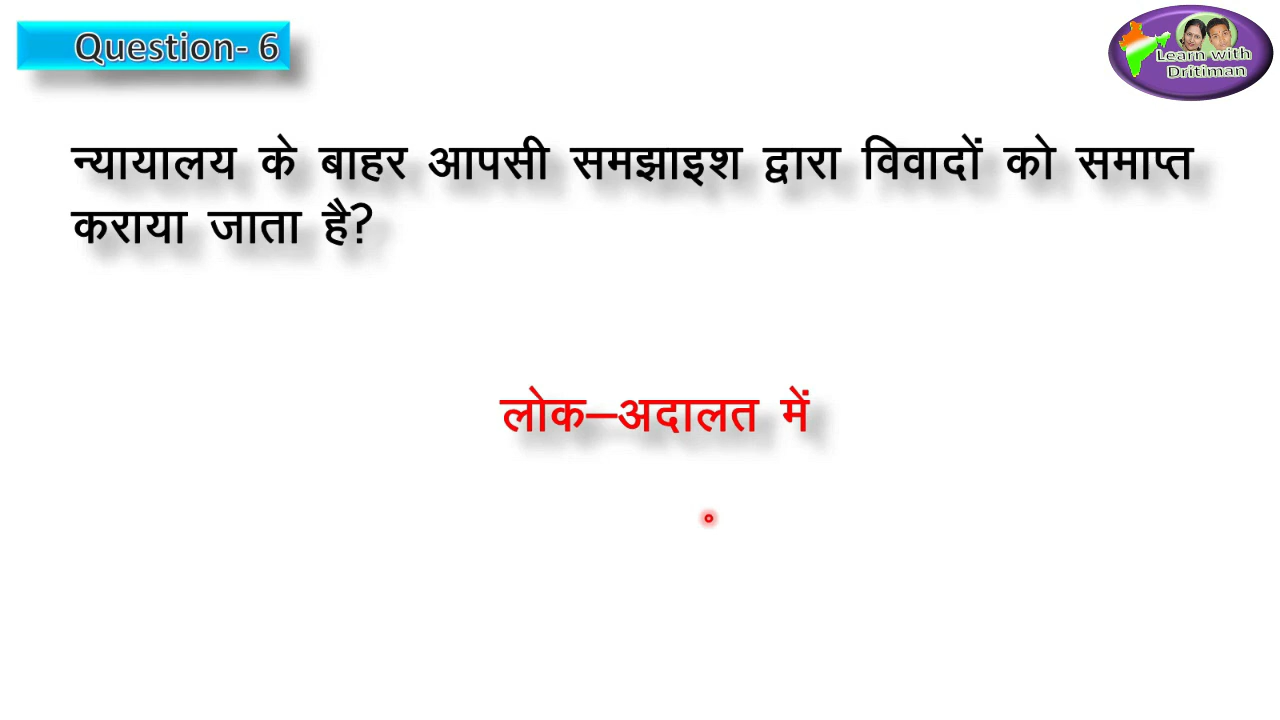 Question- 6
Learn with
Dritiman
न्यायालय के बाहर आपसी समझाइश द्वारा विवादों को समाप्त
कराया जाता है?
लोक–अदालत में